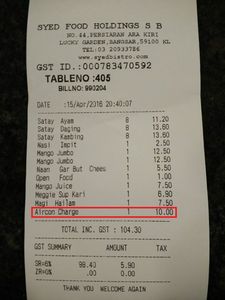 SYED FOOD HOLDINGS S B
NO.44,PERSIARAN ARA KIRI
LUCKY GARDEN,BANGSAR,59100 KL
TEL:03 20933786
www.syedbistro.com
GST ID.:000783470592
TABLENO :405
BILLNO: 990204
DATE :15/Apr/2016 20:40:07
Satay Ayam 8 11.20
Satay Daging 8 12.80
Satay Kambing 8 13.60
Nasi Impit 1 2.50
Mango Jumbo 1 12.50
Mango Jumbo 1 12.50
Naan Gar But Chees 1 5.50
Open Food 1 1.00
Mango Juice 1 7.50
Meggie Sup Kari 1 6.90
Magi Hailam 1 7.50
Aircon Charge 1 10.00
TOTAL INC. GST : 104.30
GST SUMMARY AMOUNT TAX
SR=6% 98.40 5.90
ZR=0% .00 0.00
THANK YOU WELCOME AGAIN